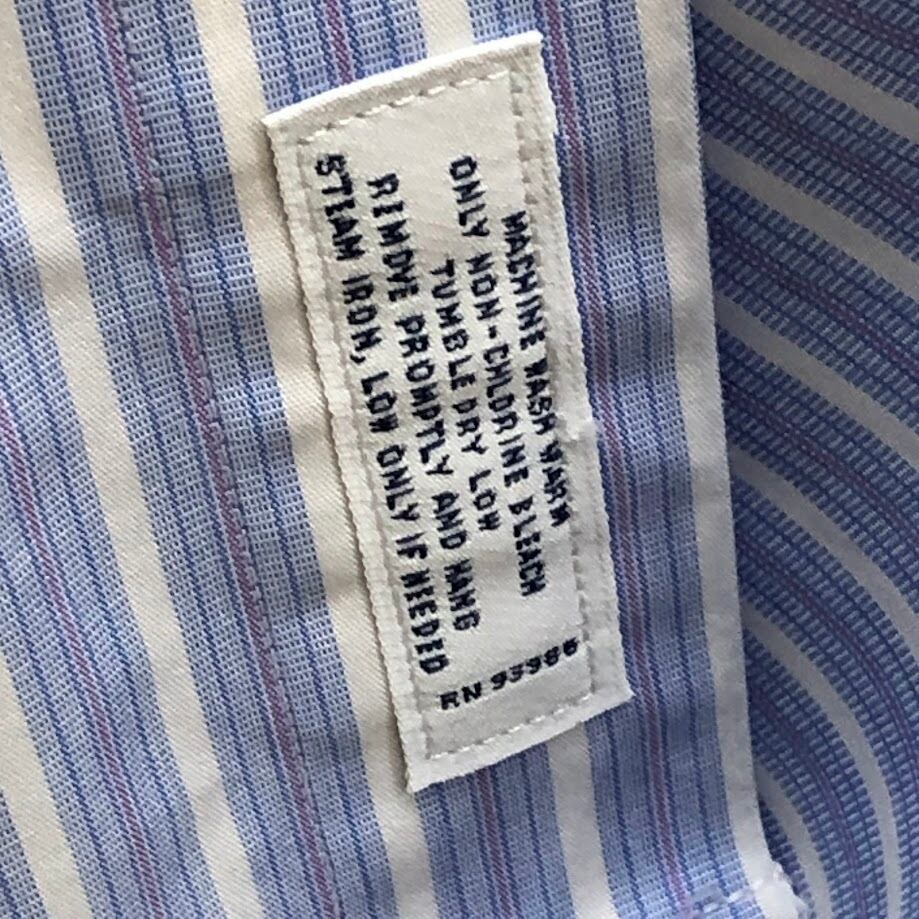 MACHINE WASH WARM
ONLY NON-CHLORINE BLEACH
TUMBLE DRY LOW
REMOVE PROMPTLY AND HANG
STEAM IRON, LOW ONLY IF NEEDED
RN 93988